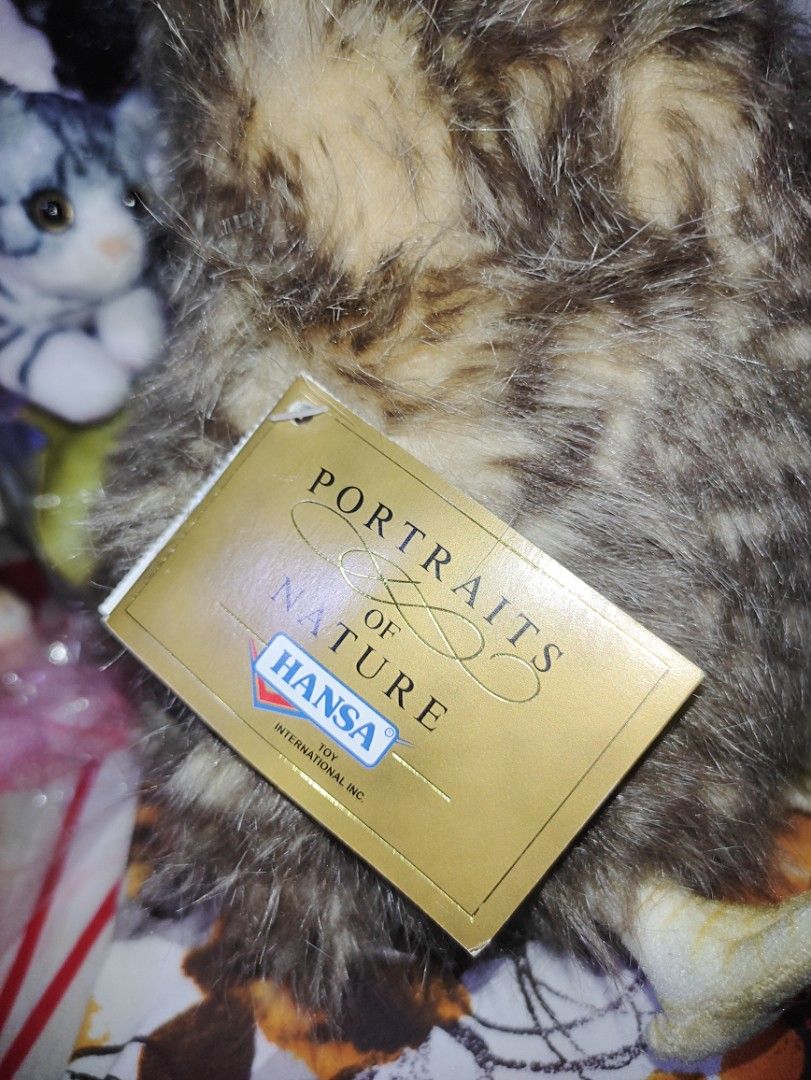 PORTRAITS
OF
NATURE
HANSA
TOY
INTERNATIONAL INC.